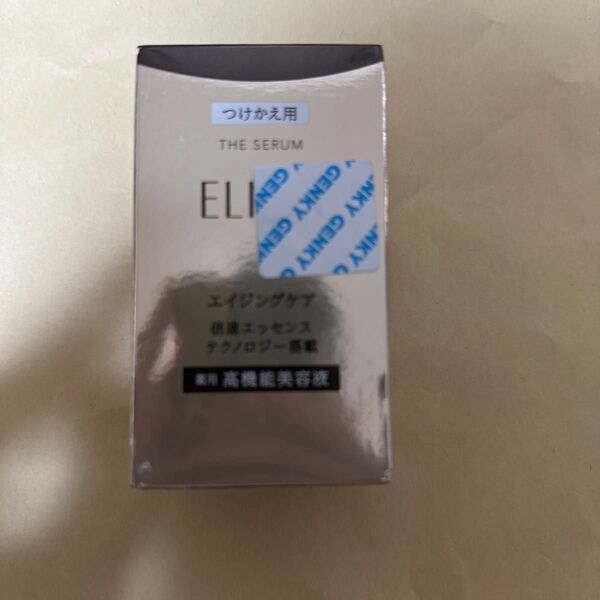 つけかえ用
THE SERUM
ELI
GENKY GENKY
GENKY GENKY
エイジングケア
倍速エッセンス
テクノロジー搭載
薬用 高機能美容液